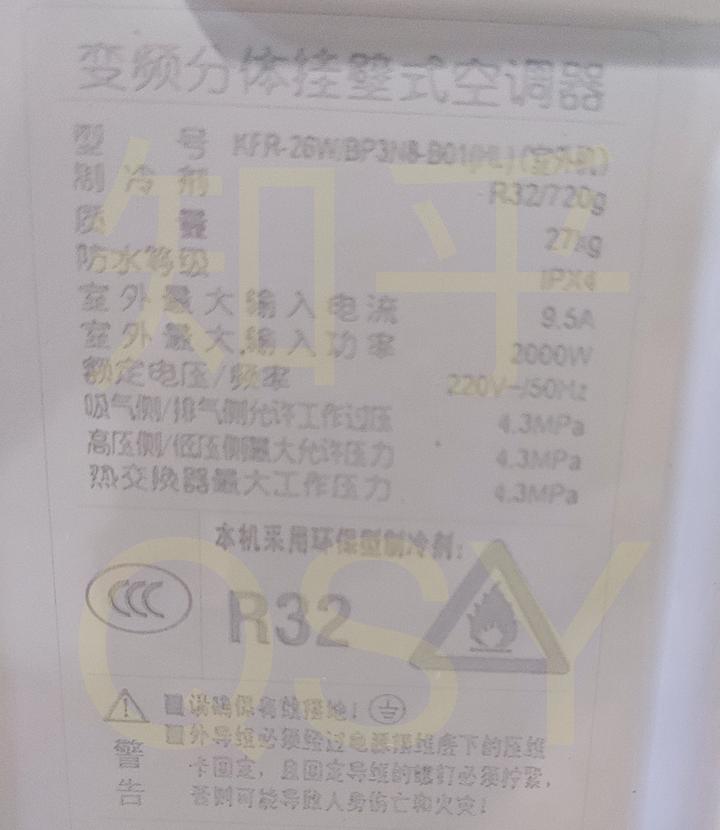 变频分体挂壁式空调器
型号 KFR-26W/BP3N8-B01(HL)(室外机)
制冷剂 R32/720g
质量 27kg
防水等级 IPX4
室外最大输入电流 9.5A
室外最大输入功率 2000W
额定电压/频率 220V~/50Hz
吸气侧/排气侧允许工作过压 4.3MPa
高压侧/低压侧最大允许压力 4.3MPa
热交换器最大工作压力 4.3MPa
本机采用环保型制冷剂:
CCC
R32
警告
■请确保有线接地!
■外导线必须经过电源接线座下的压线
卡固定,且固定导线的螺钉必须拧紧,
否则可能导致人身伤亡和火灾!
知乎
QSY